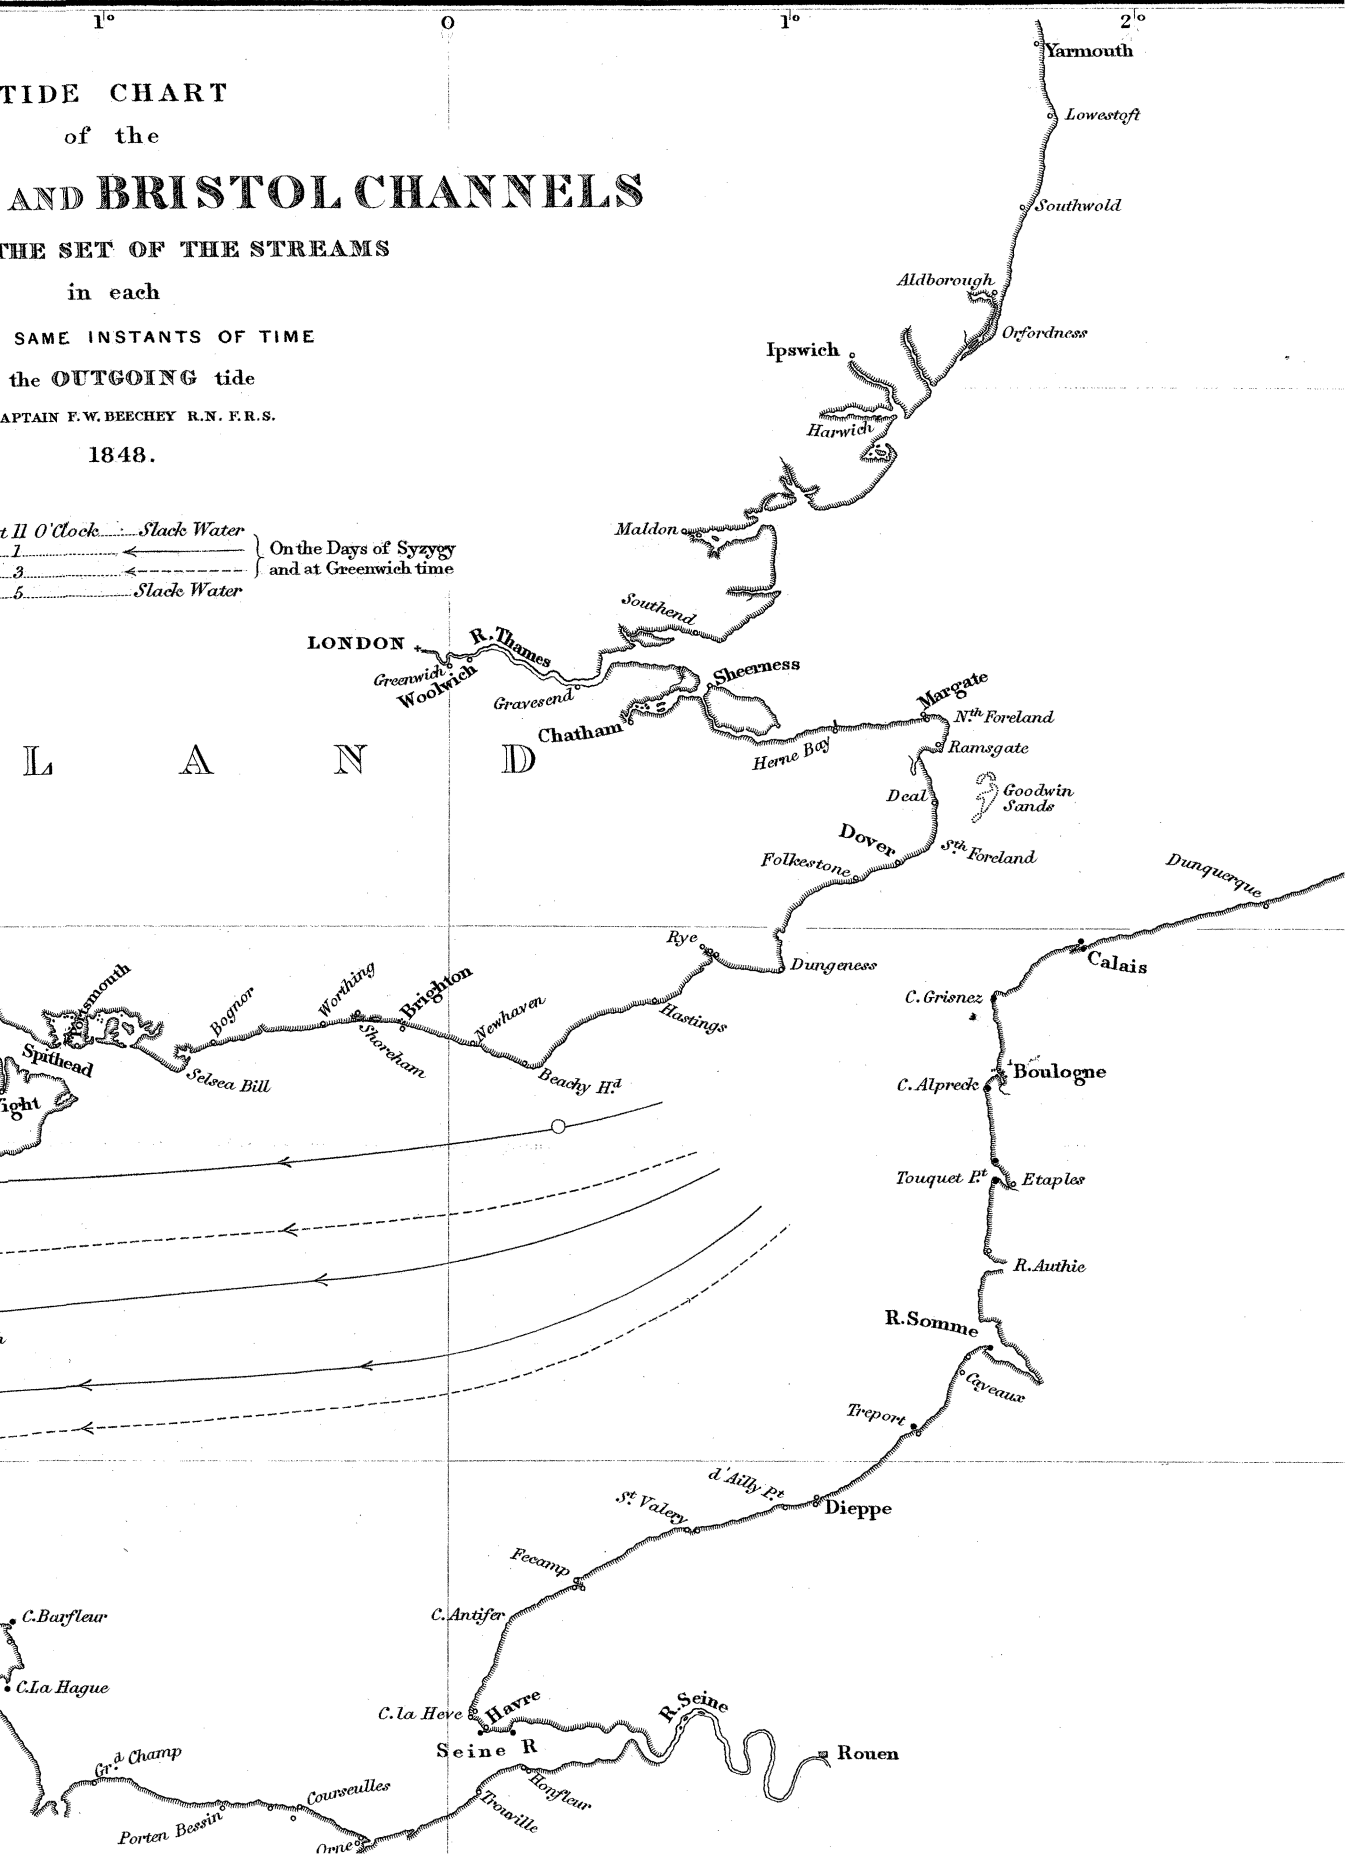 1° 0 1° 2°
TIDE CHART
of the
AND BRISTOL CHANNELS
THE SET OF THE STREAMS
in each
SAME INSTANTS OF TIME
the OUTGOING tide
APTAIN F.W. BEECHEY R.N. F.R.S.
1848.
t 11 O'Clock Slack Water
1
3
5 Slack Water
On the Days of Syzygy
and at Greenwich time
Yarmouth
Lowestoft
Southwold
Aldborough
Orfordness
Ipswich
Harwich
Maldon
Southend
LONDON
R. Thames
Greenwich
Woolwich
Gravesend
Sheerness
Chatham
Margate
Nth Foreland
Herne Bay
Ramsgate
L A N D
Deal
Goodwin
Sands
Dover
Sth Foreland
Folkestone
Dunquerque
Rye
Dungeness
Calais
C. Grisnez
Portsmouth
Bognor
Worthing
Brighton
Newhaven
Hastings
Shoreham
Spithead
Selsea Bill
Beachy Hd
Boulogne
C. Alpreck
ight
Touquet Pt
Etaples
R. Authie
R. Somme
Caveaux
Treport
d'Ailly Pt
Dieppe
St Valery
Fecamp
C. Barfleur
C. Antifer
C. La Hague
C. la Heve
Havre
R. Seine
Seine R
Rouen
Grd Champ
Honfleur
Courseulles
Trouville
Porten Bessin
Orne